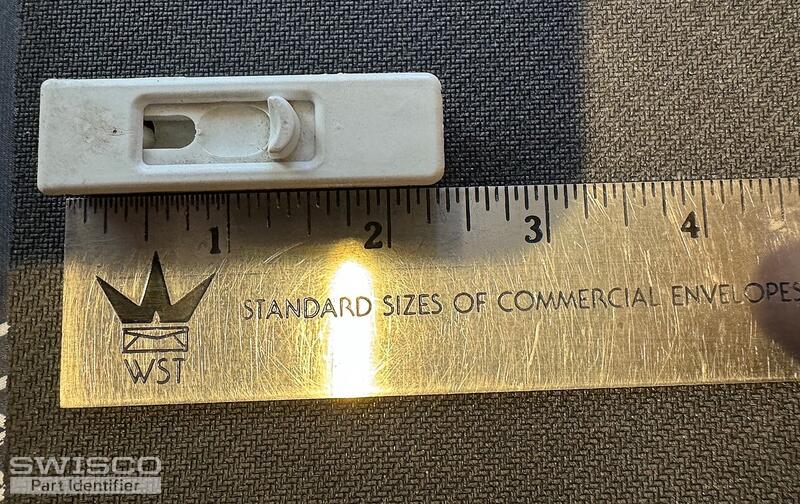 1 2 3 4
STANDARD SIZES OF COMMERCIAL ENVELOPES
WST
SWISCO
Part Identifier